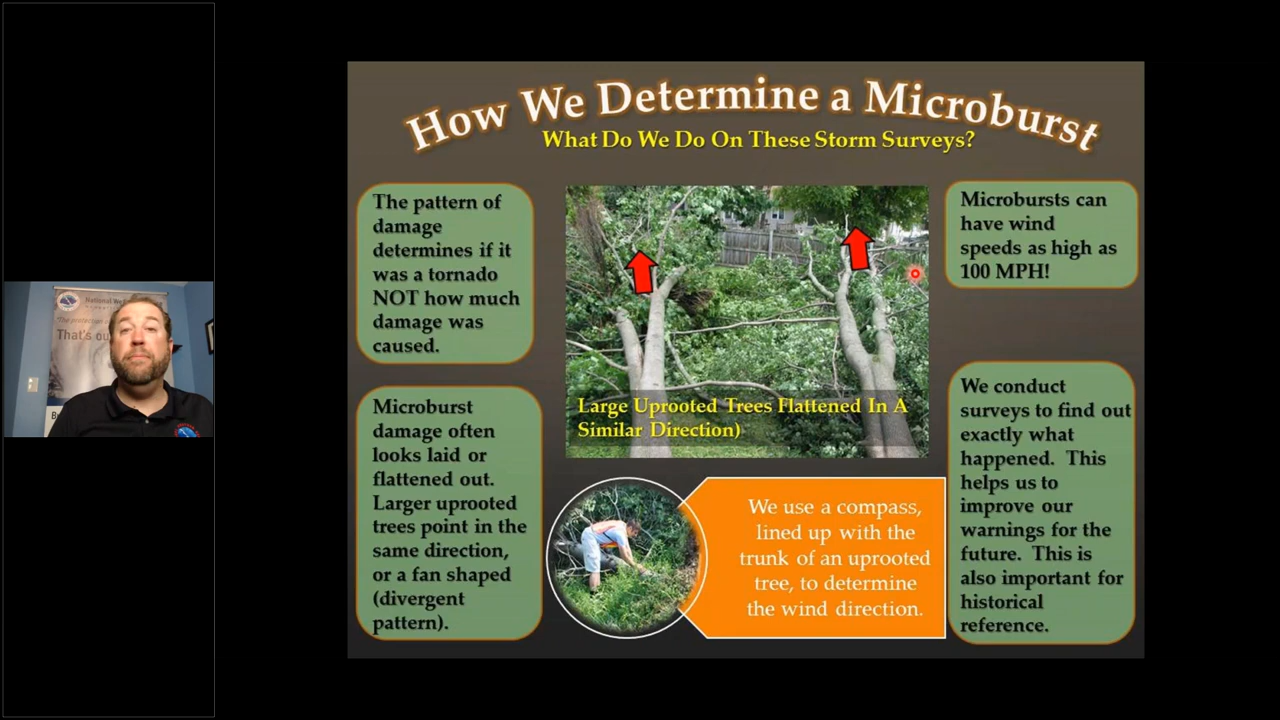 How We Determine a Microburst
What Do We Do On These Storm Surveys?
The pattern of
damage
determines if it
was a tornado
NOT how much
damage was
caused.
Microburst
damage often
looks laid or
flattened out.
Larger uprooted
trees point in the
same direction,
or a fan shaped
(divergent
pattern).
Large Uprooted Trees Flattened In A
Similar Direction)
We use a compass,
lined up with the
trunk of an uprooted
tree, to determine
the wind direction.
Microbursts can
have wind
speeds as high as
100 MPH!
We conduct
surveys to find out
exactly what
happened.  This
helps us to
improve our
warnings for the
future.  This is
also important for
historical
reference.
National We
That's ou